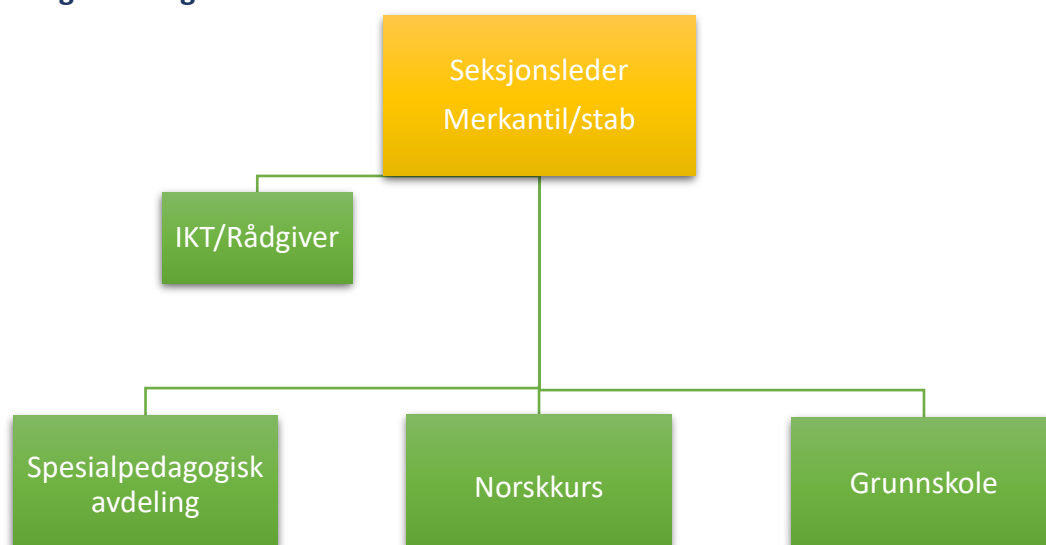 Seksjonsleder
Merkantil/stab
IKT/Rådgiver
Spesialpedagogisk
avdeling
Norskkurs
Grunnskole